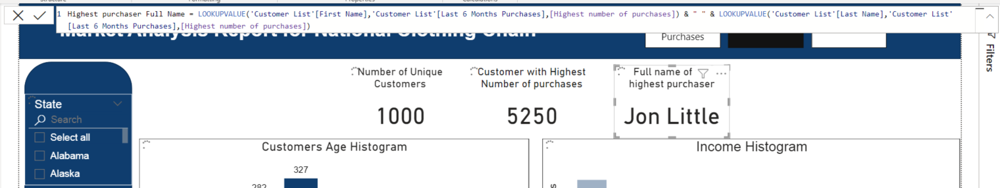 1 Highest purchaser Full Name = LOOKUPVALUE('Customer List'[First Name],'Customer List'[Last 6 Months Purchases],[Highest number of purchases]) & " " & LOOKUPVALUE('Customer List'[Last Name],'Customer List'
[Last 6 Months Purchases],[Highest number of purchases])
Market Analysis Report for National Clothing Chain
Purchases
Filters
State
Search
Select all
Alabama
Alaska
Number of Unique
Customers
1000
Customer with Highest
Number of purchases
5250
Full name of
highest purchaser
Jon Little
Customers Age Histogram
327
282
Income Histogram